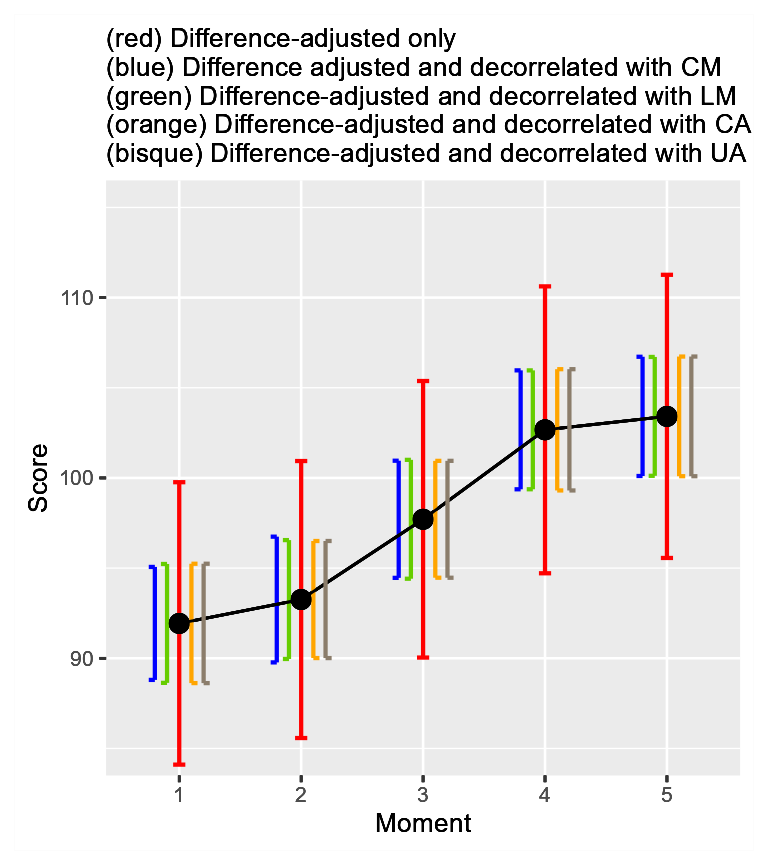 (red) Difference-adjusted only
(blue) Difference adjusted and decorrelated with CM
(green) Difference-adjusted and decorrelated with LM
(orange) Difference-adjusted and decorrelated with CA
(bisque) Difference-adjusted and decorrelated with UA
110
100
90
Score
1 2 3 4 5
Moment